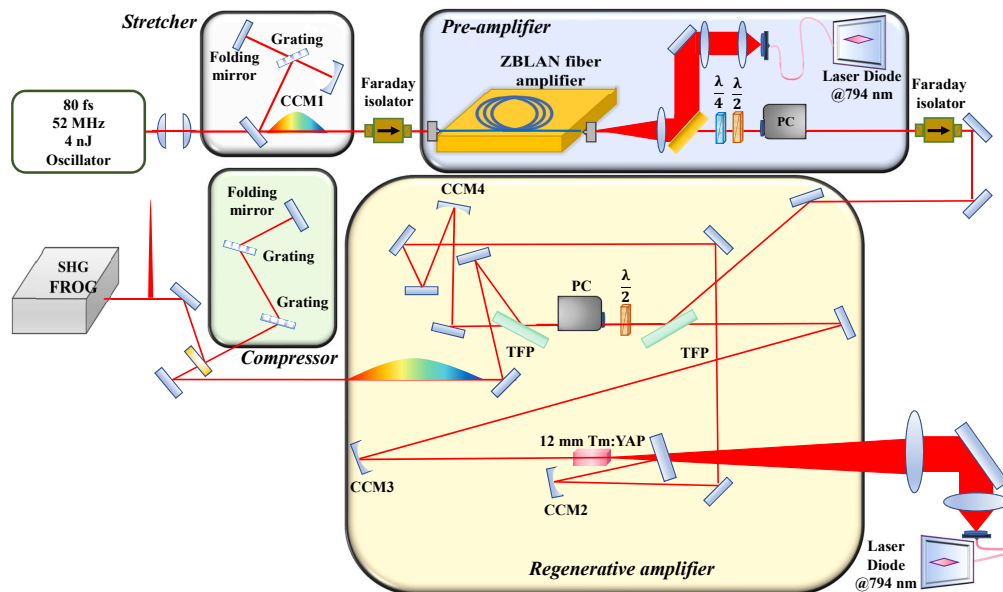 Stretcher
Grating
Folding
mirror
CCM1
80 fs
52 MHz
4 nJ
Oscillator
Faraday
isolator
Pre-amplifier
ZBLAN fiber
amplifier
λ
4
λ
2
PC
Laser Diode
@794 nm
Faraday
isolator
Folding
mirror
Grating
Grating
Compressor
SHG
FROG
CCM4
PC
λ
2
TFP
TFP
12 mm Tm:YAP
CCM3
CCM2
Regenerative amplifier
Laser
Diode
@794 nm